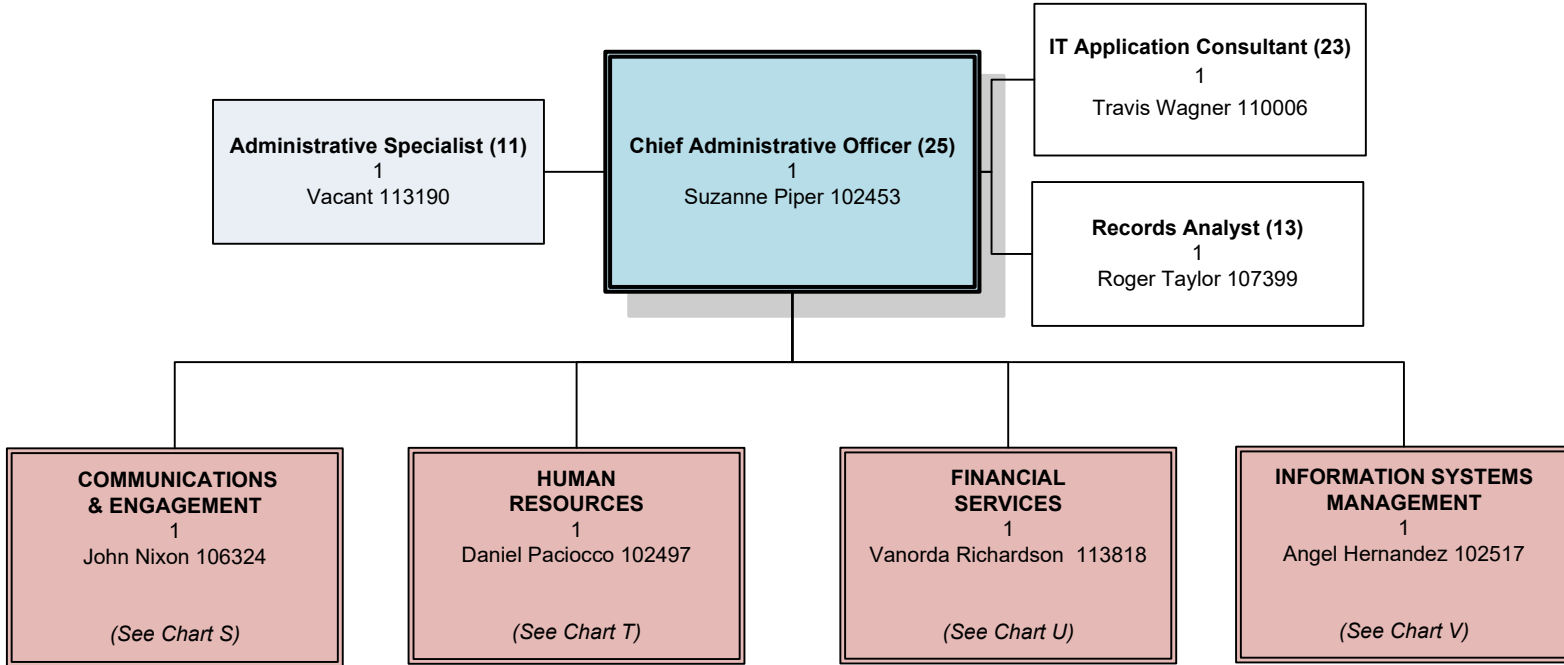 IT Application Consultant (23)
1
Travis Wagner 110006
Administrative Specialist (11)
1
Vacant 113190
Chief Administrative Officer (25)
1
Suzanne Piper 102453
Records Analyst (13)
1
Roger Taylor 107399
COMMUNICATIONS
& ENGAGEMENT
1
John Nixon 106324
(See Chart S)
HUMAN
RESOURCES
1
Daniel Paciocco 102497
(See Chart T)
FINANCIAL
SERVICES
1
Vanorda Richardson  113818
(See Chart U)
INFORMATION SYSTEMS
MANAGEMENT
1
Angel Hernandez 102517
(See Chart V)